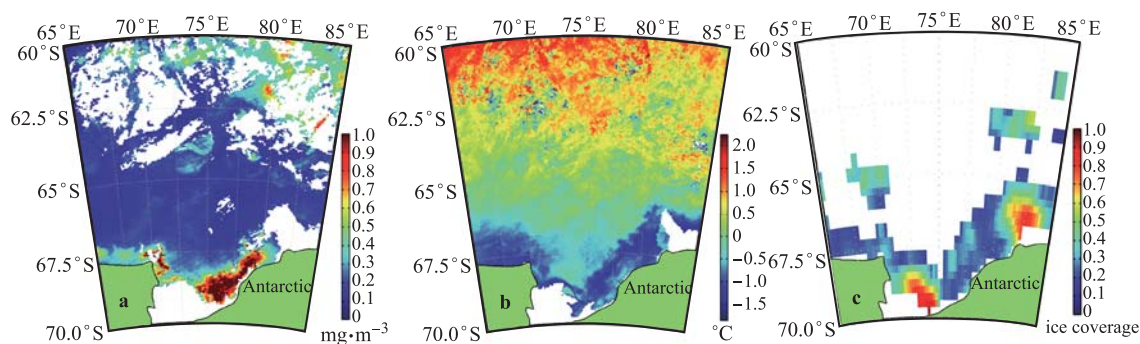 65°E 70°E 75°E 80°E 85°E
60°S
62.5°S
65°S
67.5°S
70.0°S
a
Antarctic
1.0
0.9
0.8
0.7
0.6
0.5
0.4
0.3
0.2
0.1
0
mg·m⁻³
65°E 70°E 75°E 80°E 85°E
60°S
62.5°S
65°S
67.5°S
70.0°S
b
Antarctic
2.0
1.5
1.0
0.5
0
−0.5
−1.0
−1.5
°C
65°E 70°E 75°E 80°E 85°E
60°S
62.5°S
65°S
67.5°S
70.0°S
c
Antarctic
1.0
0.9
0.8
0.7
0.6
0.5
0.4
0.3
0.2
0.1
0
ice coverage